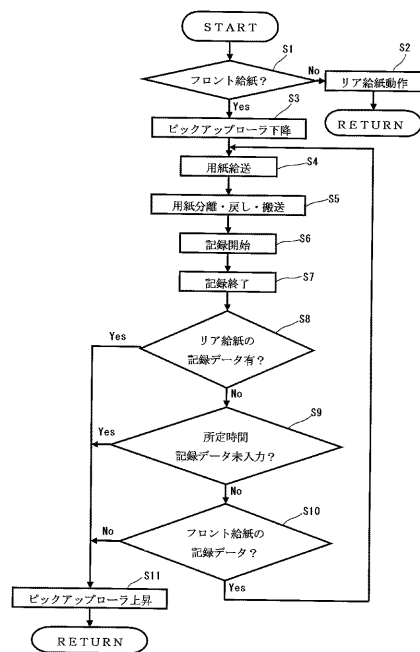 START
S1
フロント給紙？
No
S2
リア給紙動作
Yes
RETURN
S3
ピックアップローラ下降
S4
用紙給送
S5
用紙分離・戻し・搬送
S6
記録開始
S7
記録終了
S8
Yes
リア給紙の
記録データ有？
No
S9
Yes
所定時間
記録データ未入力？
No
S10
No
フロント給紙の
記録データ？
Yes
S11
ピックアップローラ上昇
RETURN